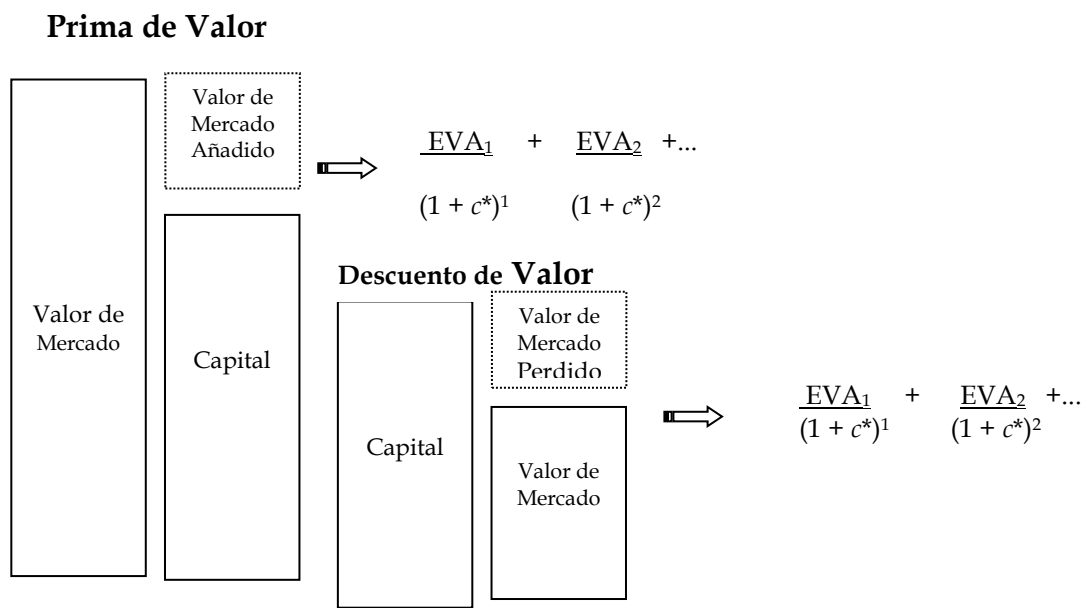 Prima de Valor
Valor de
Mercado
Añadido
EVA₁ + EVA₂ +...
(1 + c*)¹ (1 + c*)²
Valor de
Mercado
Capital
Descuento de Valor
Valor de
Mercado
Perdido
Capital
Valor de
Mercado
EVA₁ + EVA₂ +...
(1 + c*)¹ (1 + c*)²